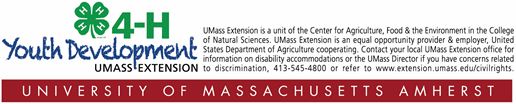 4-H
Youth Development
UMASS EXTENSION
UMass Extension is a unit of the Center for Agriculture, Food & the Environment in the College
of Natural Sciences. UMass Extension is an equal opportunity provider & employer, United
States Department of Agriculture cooperating. Contact your local UMass Extension office for
information on disability accommodations or the UMass Director if you have concerns related
to discrimination, 413-545-4800 or refer to www.extension.umass.edu/civilrights.
UNIVERSITY OF MASSACHUSETTS AMHERST